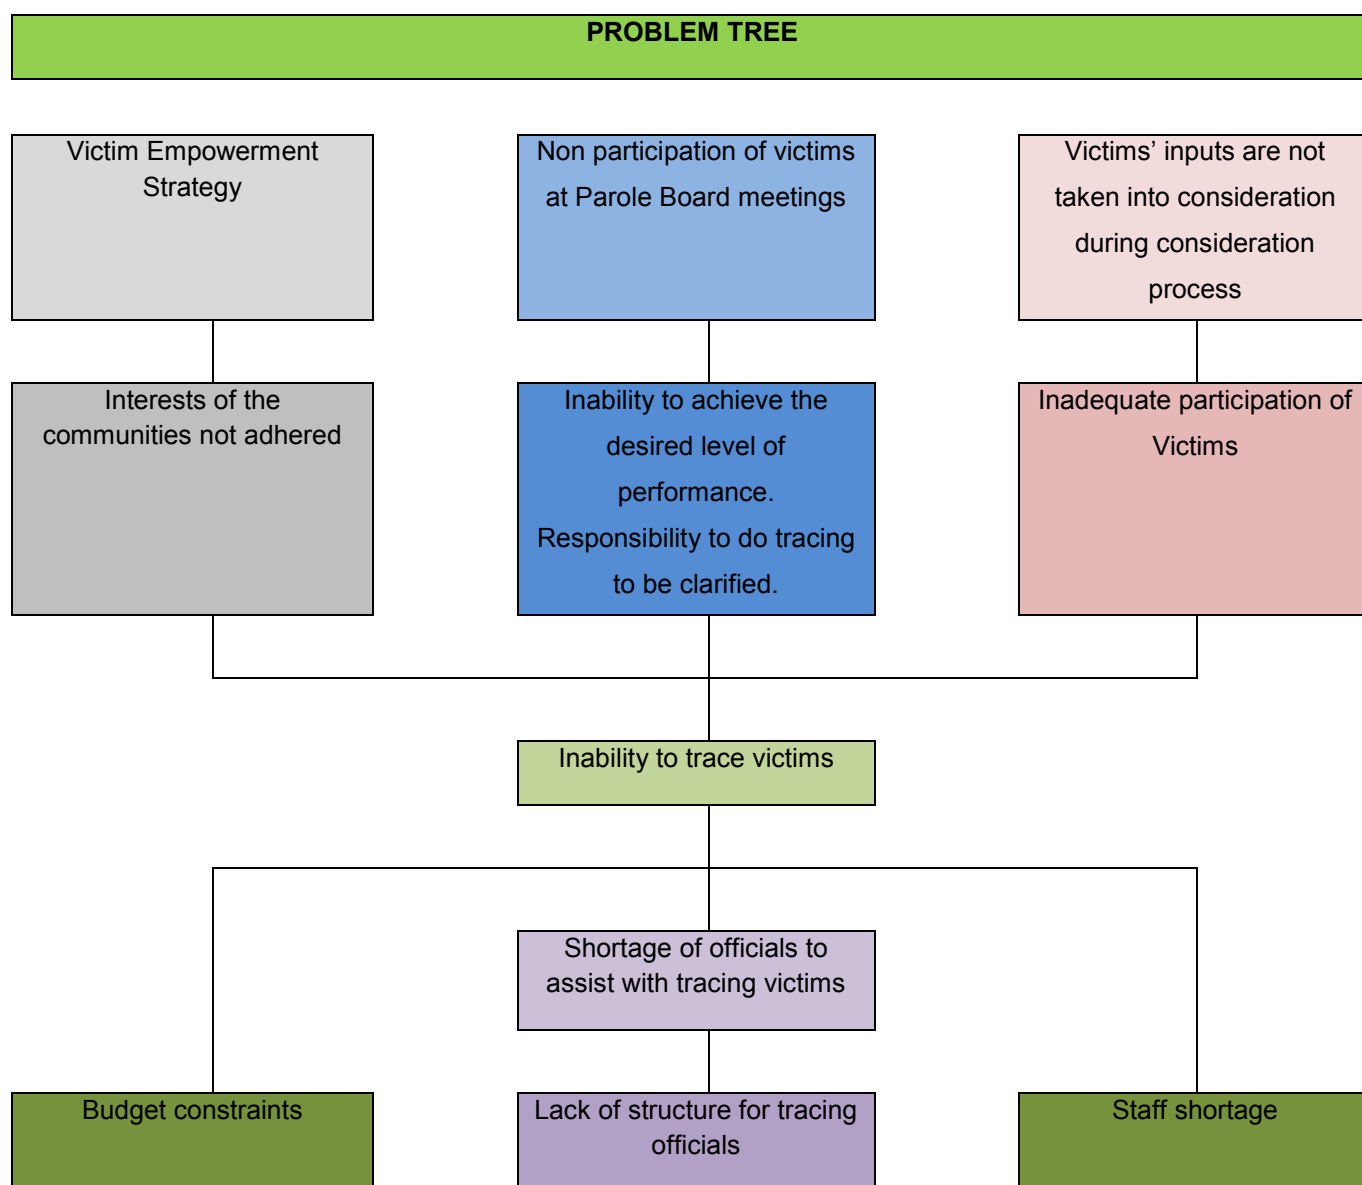 PROBLEM TREE
Victim Empowerment
Strategy
Non participation of victims
at Parole Board meetings
Victims’ inputs are not
taken into consideration
during consideration
process
Interests of the
communities not adhered
Inability to achieve the
desired level of
performance.
Responsibility to do tracing
to be clarified.
Inadequate participation of
Victims
Inability to trace victims
Shortage of officials to
assist with tracing victims
Budget constraints
Lack of structure for tracing
officials
Staff shortage